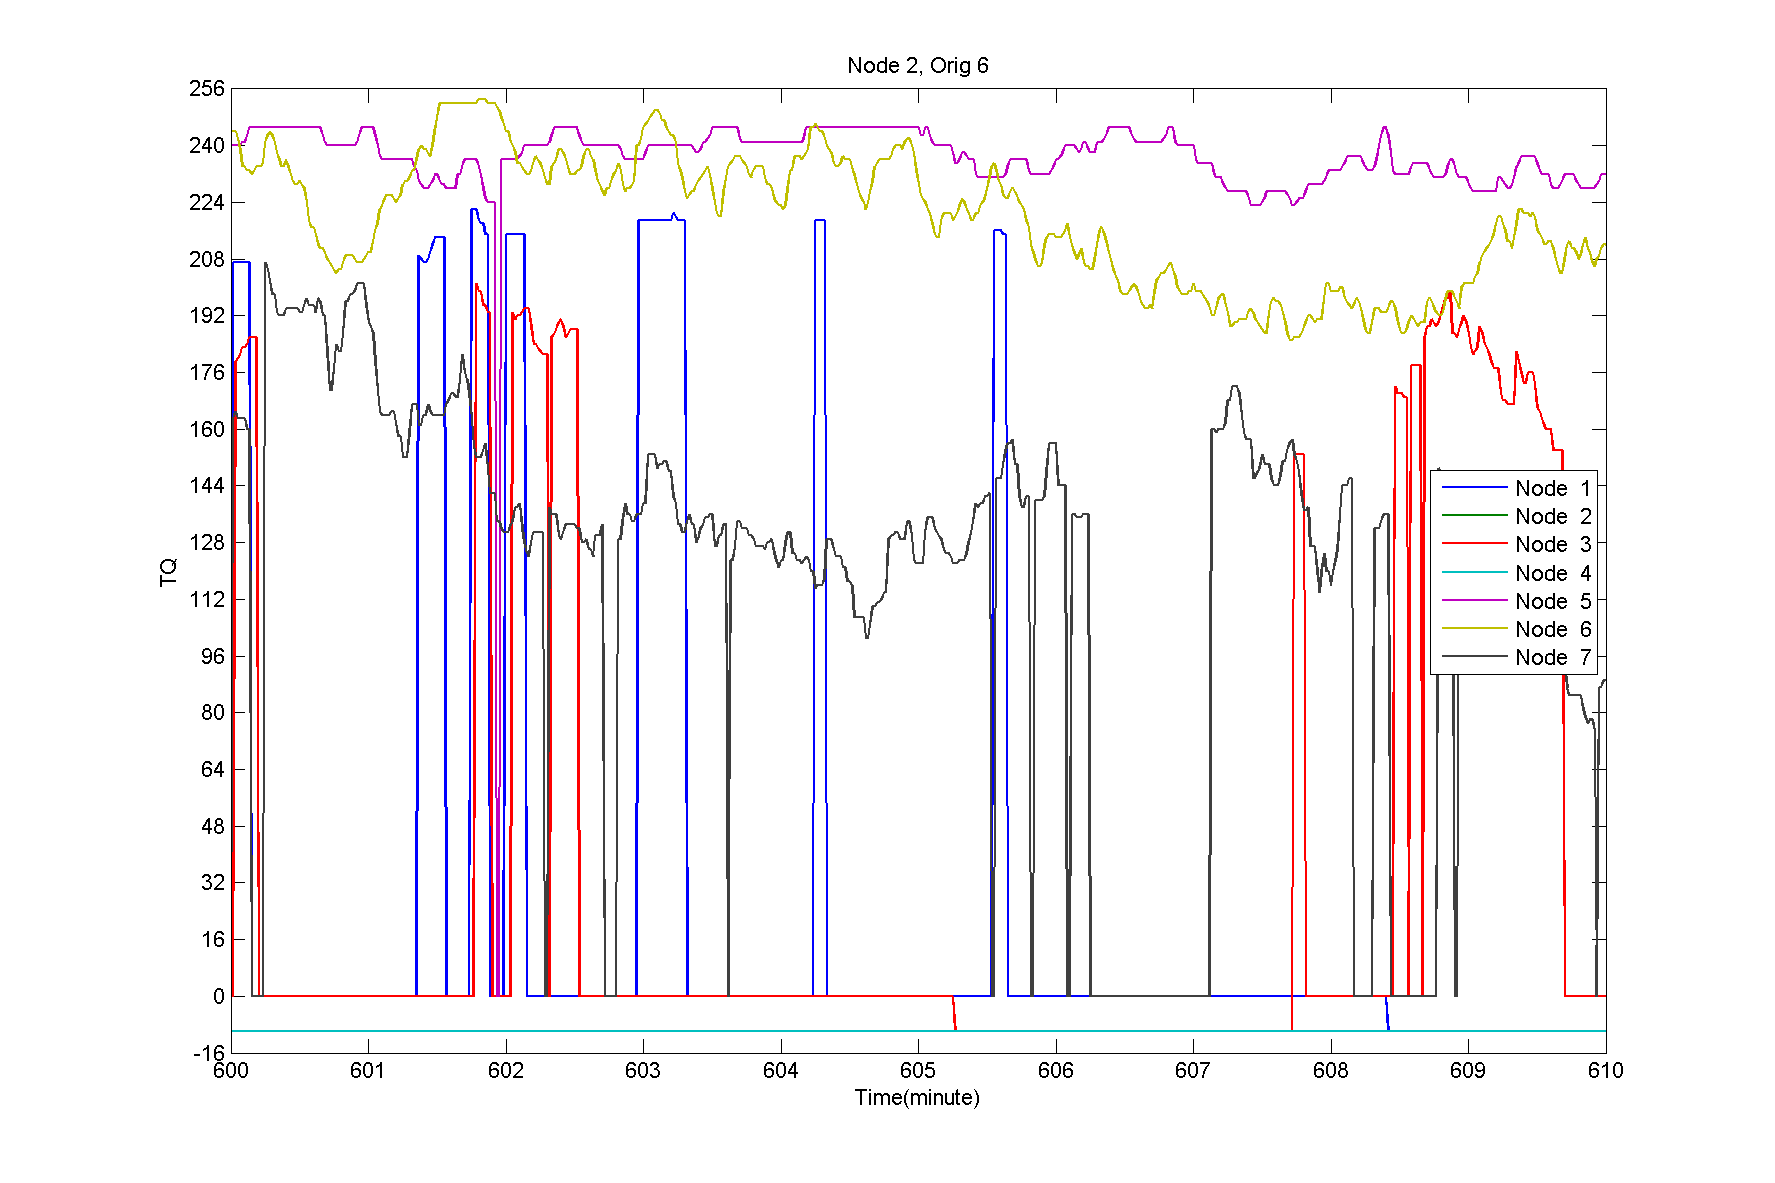 Node 2, Orig 6
256
240
224
208
192
176
160
144
128
112
96
80
64
48
32
16
0
-16
TQ
Node 1
Node 2
Node 3
Node 4
Node 5
Node 6
Node 7
600 601 602 603 604 605 606 607 608 609 610
Time(minute)